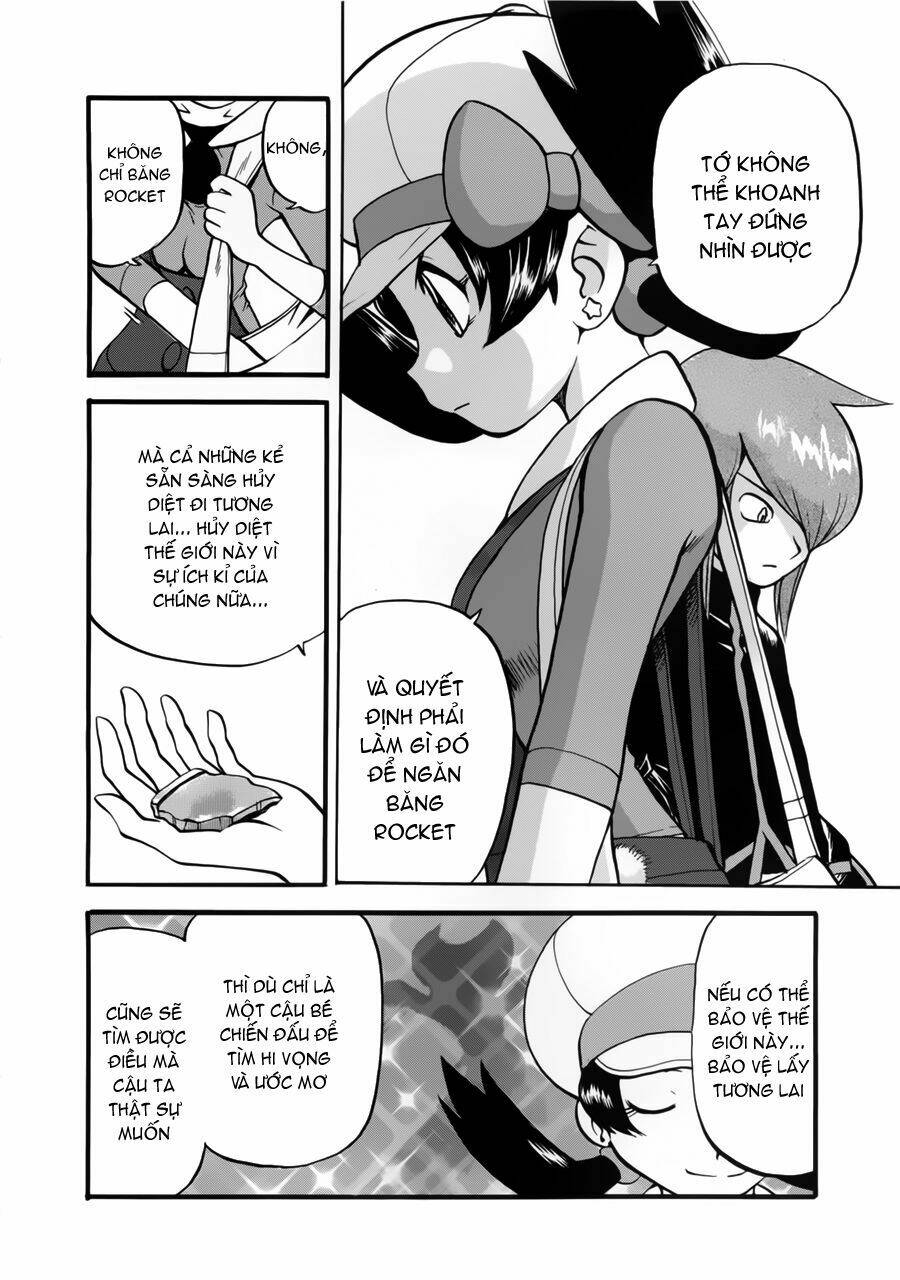 TỚ KHÔNG
THỂ KHOANH
TAY ĐỨNG
NHÌN ĐƯỢC
VÀ QUYẾT
ĐỊNH PHẢI
LÀM GÌ ĐÓ
ĐỂ NGĂN
BĂNG
ROCKET
KHÔNG,
KHÔNG
CHỈ BĂNG
ROCKET
MÀ CẢ NHỮNG KẺ
SẴN SÀNG HỦY
DIỆT ĐI TƯƠNG
LAI... HỦY DIỆT
THẾ GIỚI NÀY VÌ
SỰ ÍCH KỈ CỦA
CHÚNG NỮA...
NẾU CÓ THỂ
BẢO VỆ THẾ
GIỚI NÀY...
BẢO VỆ LẤY
TƯƠNG LAI
THÌ DÙ CHỈ LÀ
MỘT CẬU BÉ
CHIẾN ĐẤU ĐỂ
TÌM HI VỌNG
VÀ ƯỚC MƠ
CŨNG SẼ
TÌM ĐƯỢC
ĐIỀU MÀ
CẬU TA
THẬT SỰ
MUỐN